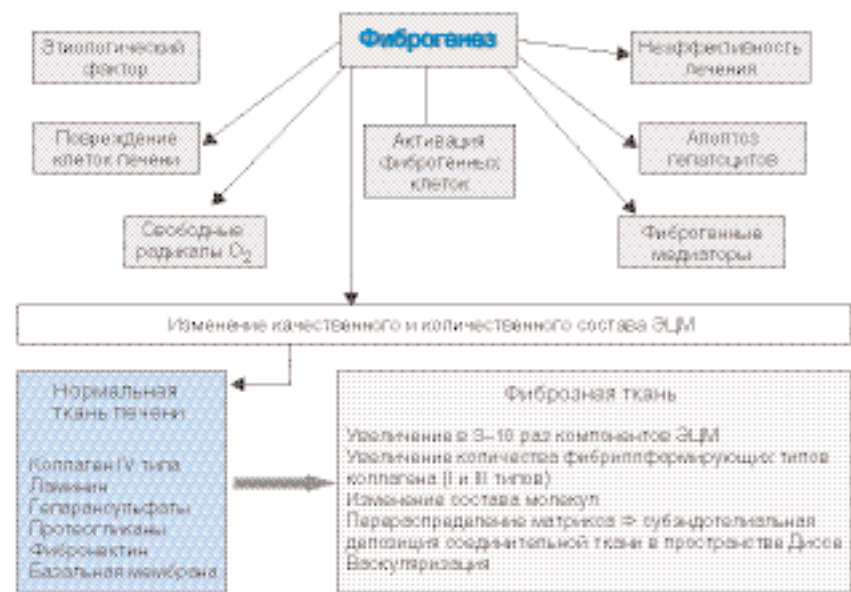 Этиологический
фактор
Фиброгенез
Неэффективность
лечения
Повреждение
клеток печени
Активация
фиброгенных
клеток
Апоптоз
гепатоцитов
Свободные
радикалы O₂
Фиброгенные
медиаторы
Изменение качественного и количественного состава ЭЦМ
Нормальная
ткань печени
Коллаген IV типа
Ламинин
Гепарансульфаты
Протеогликаны
Фибронектин
Базальная мембрана
Фиброзная ткань
Увеличение в 3–10 раз компонентов ЭЦМ
Увеличение количества фибриллформирующих типов
коллагена (I и III типов)
Изменение состава молекул
Перераспределение матрикса ⇒ субэндотелиальная
депозиция соединительной ткани в пространстве Диссе
Васкуляризация